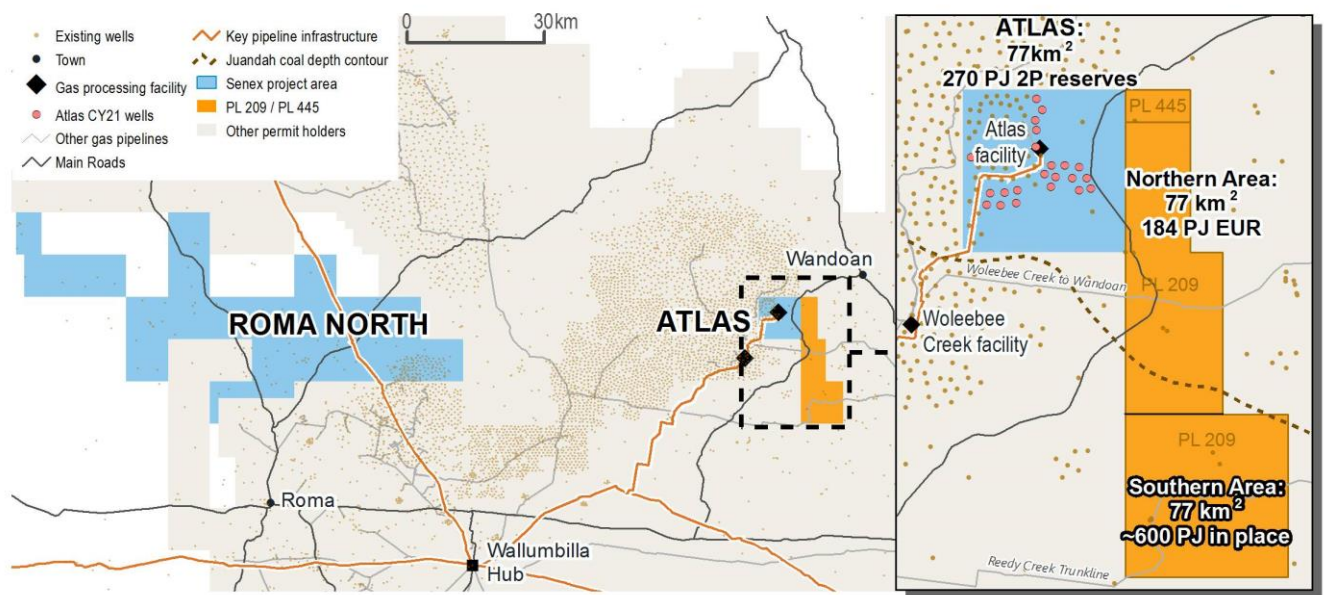 Existing wells
Town
Gas processing facility
Atlas CY21 wells
Other gas pipelines
Main Roads
Key pipeline infrastructure
Juandah coal depth contour
Senex project area
PL 209 / PL 445
Other permit holders
0 30km
ROMA NORTH
ATLAS
Wandoan
Roma
Wallumbilla
Hub
ATLAS:
77km²
270 PJ 2P reserves
PL 445
Atlas
facility
Northern Area:
77 km²
184 PJ EUR
Woleebee Creek to Wandoan
PL 209
Woleebee
Creek facility
PL 209
Southern Area:
77 km²
~600 PJ in place
Reedy Creek Trunkline